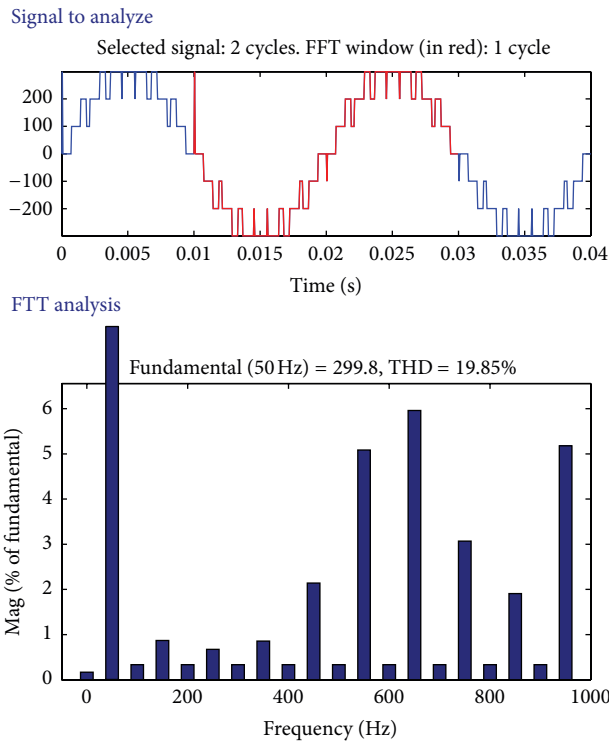 Signal to analyze
Selected signal: 2 cycles. FFT window (in red): 1 cycle
200
100
0
−100
−200
0 0.005 0.01 0.015 0.02 0.025 0.03 0.035 0.04
Time (s)
FTT analysis
Fundamental (50 Hz) = 299.8, THD = 19.85%
6
5
4
3
2
1
0
Mag (% of fundamental)
0 200 400 600 800 1000
Frequency (Hz)